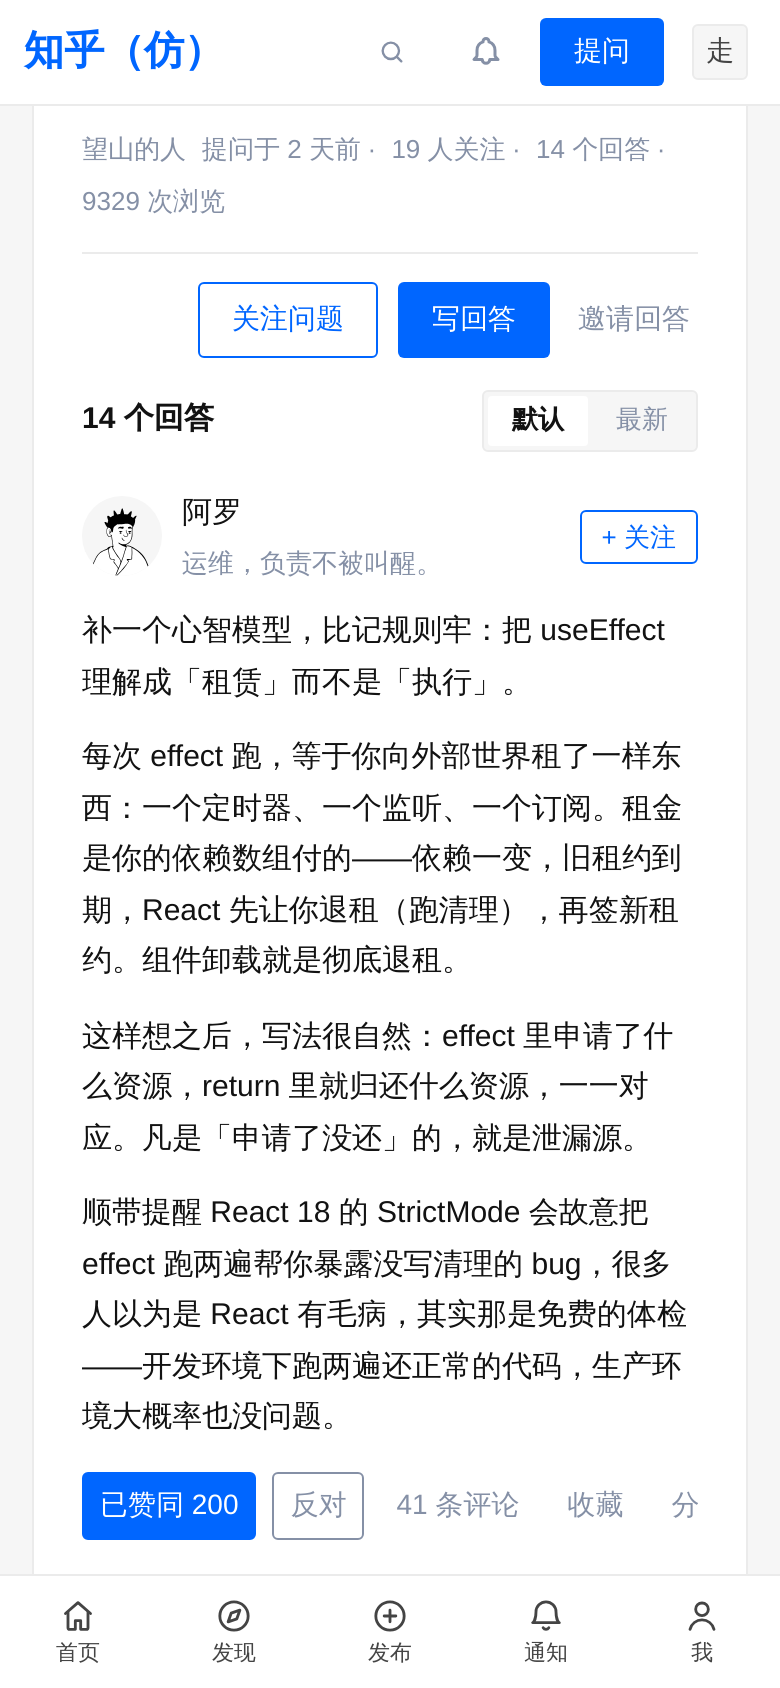 知乎（仿）
提问
走
望山的人 提问于 2 天前 · 19 人关注 · 14 个回答 ·
9329 次浏览
关注问题 写回答 邀请回答
14 个回答
默认 最新
阿罗
运维，负责不被叫醒。
+ 关注
补一个心智模型，比记规则牢：把 useEffect
理解成「租赁」而不是「执行」。
每次 effect 跑，等于你向外部世界租了一样东
西：一个定时器、一个监听、一个订阅。租金
是你的依赖数组付的——依赖一变，旧租约到
期，React 先让你退租（跑清理），再签新租
约。组件卸载就是彻底退租。
这样想之后，写法很自然：effect 里申请了什
么资源，return 里就归还什么资源，一一对
应。凡是「申请了没还」的，就是泄漏源。
顺带提醒 React 18 的 StrictMode 会故意把
effect 跑两遍帮你暴露没写清理的 bug，很多
人以为是 React 有毛病，其实那是免费的体检
——开发环境下跑两遍还正常的代码，生产环
境大概率也没问题。
已赞同 200 反对 41 条评论 收藏 分
首页 发现 发布 通知 我